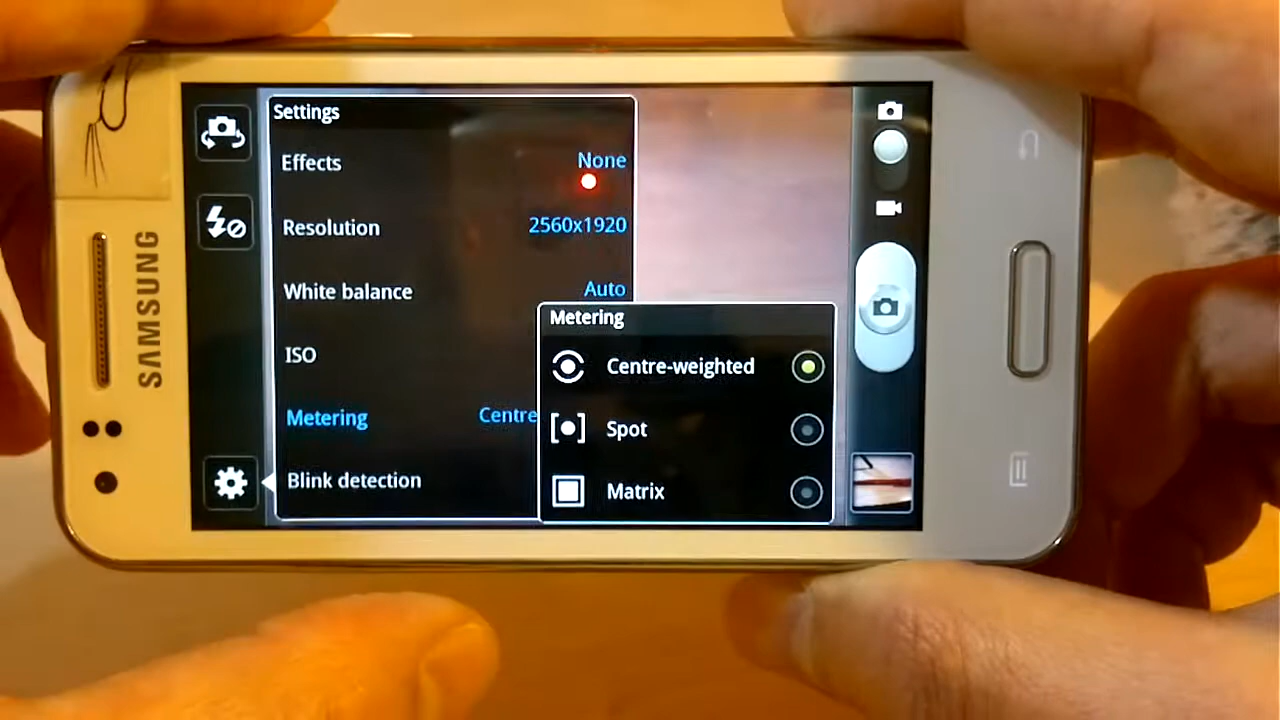 SAMSUNG
Settings
Effects None
Resolution 2560x1920
White balance Auto
ISO
Metering Centre
Blink detection
Metering
Centre-weighted
Spot
Matrix